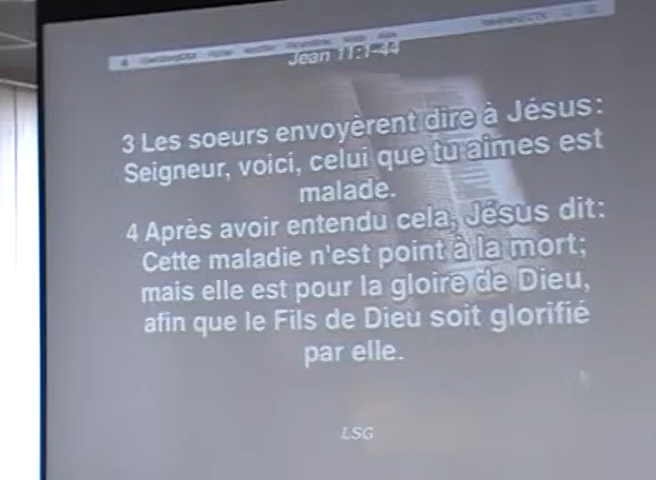 Jean 11:1-44
3 Les soeurs envoyèrent dire à Jésus:
Seigneur, voici, celui que tu aimes est
malade.
4 Après avoir entendu cela, Jésus dit:
Cette maladie n'est point à la mort;
mais elle est pour la gloire de Dieu,
afin que le Fils de Dieu soit glorifié
par elle.
LSG